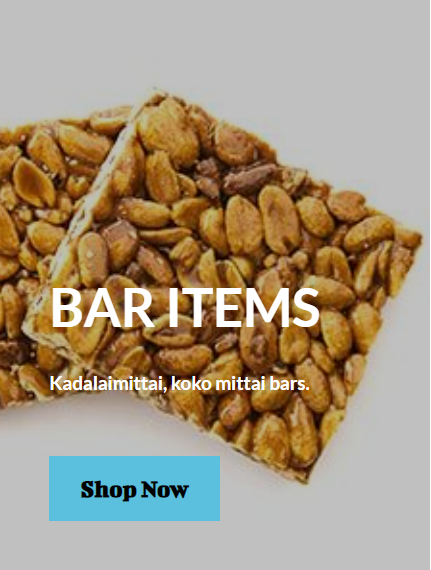 BAR ITEMS
Kadalaimittai, koko mittai bars.
Shop Now